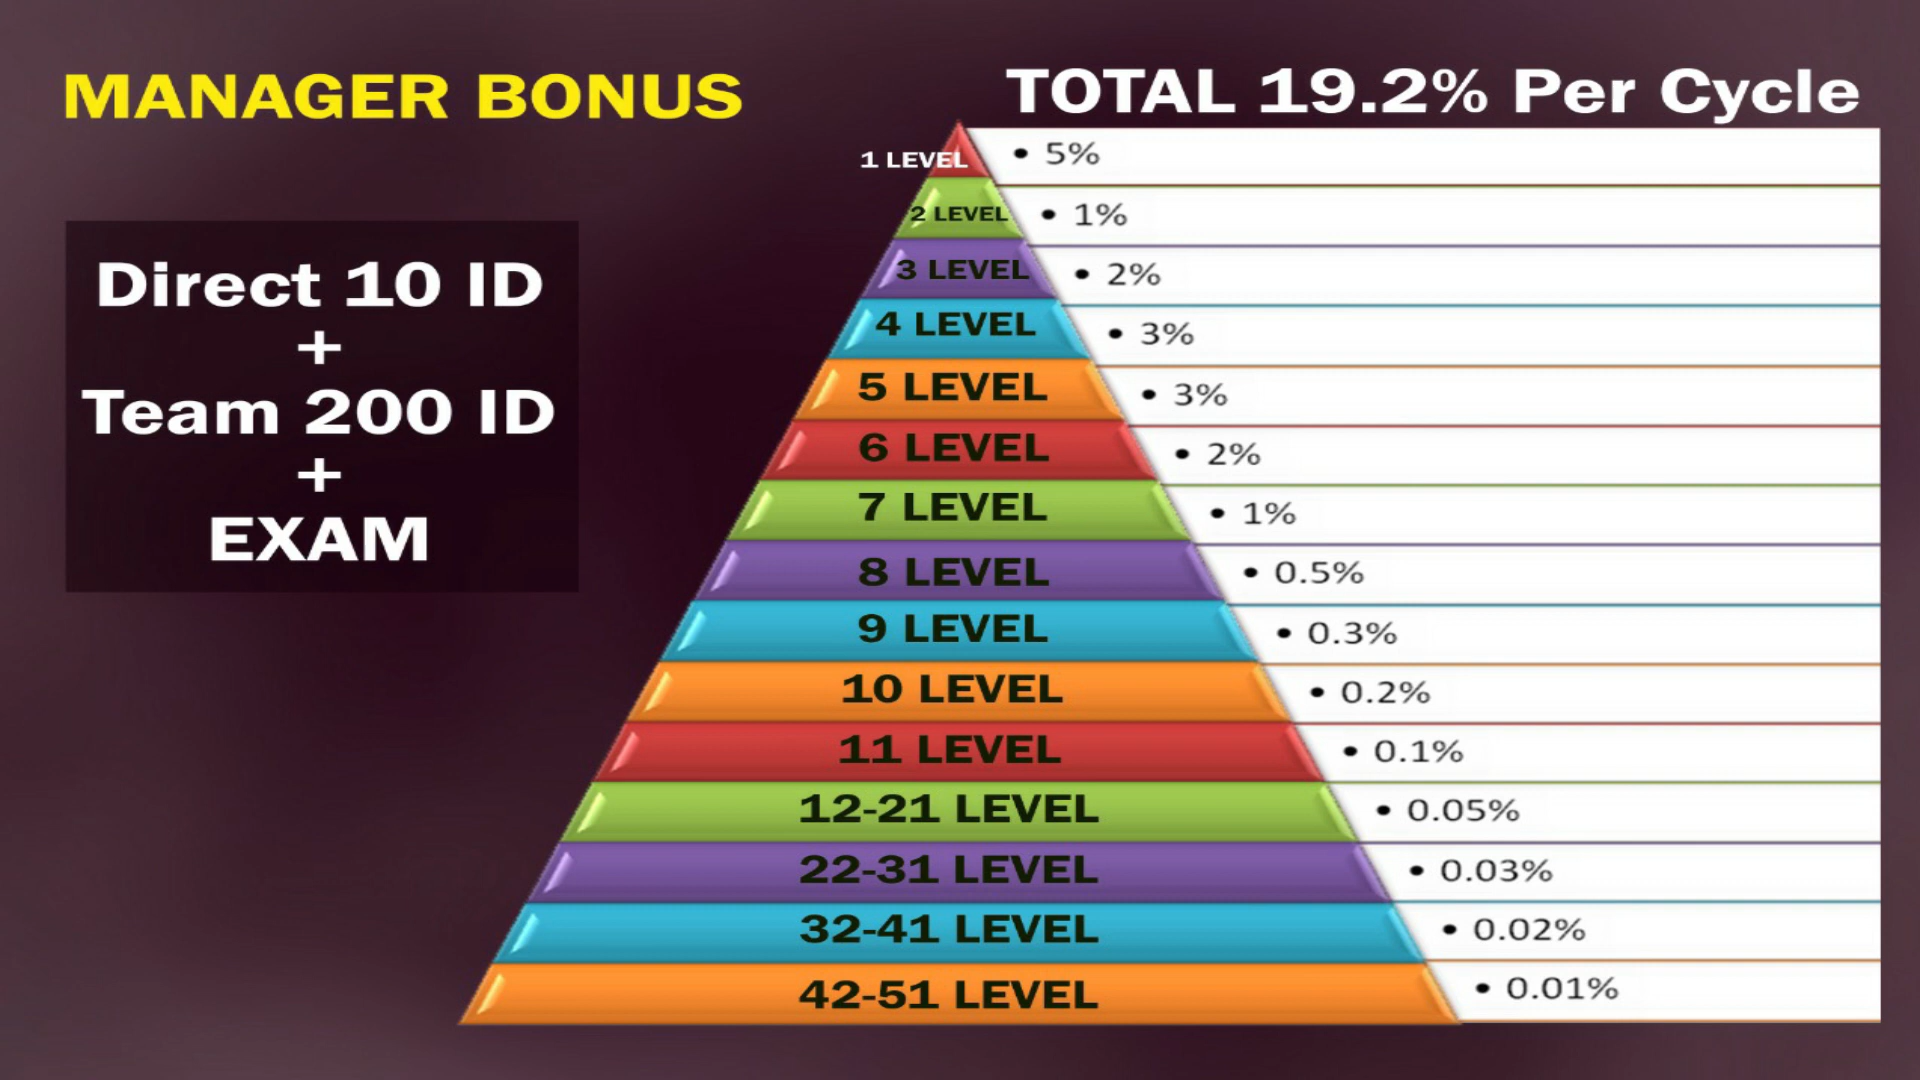 MANAGER BONUS
TOTAL 19.2% Per Cycle
Direct 10 ID
+
Team 200 ID
+
EXAM
1 LEVEL • 5%
2 LEVEL • 1%
3 LEVEL • 2%
4 LEVEL • 3%
5 LEVEL • 3%
6 LEVEL • 2%
7 LEVEL • 1%
8 LEVEL • 0.5%
9 LEVEL • 0.3%
10 LEVEL • 0.2%
11 LEVEL • 0.1%
12-21 LEVEL • 0.05%
22-31 LEVEL • 0.03%
32-41 LEVEL • 0.02%
42-51 LEVEL • 0.01%